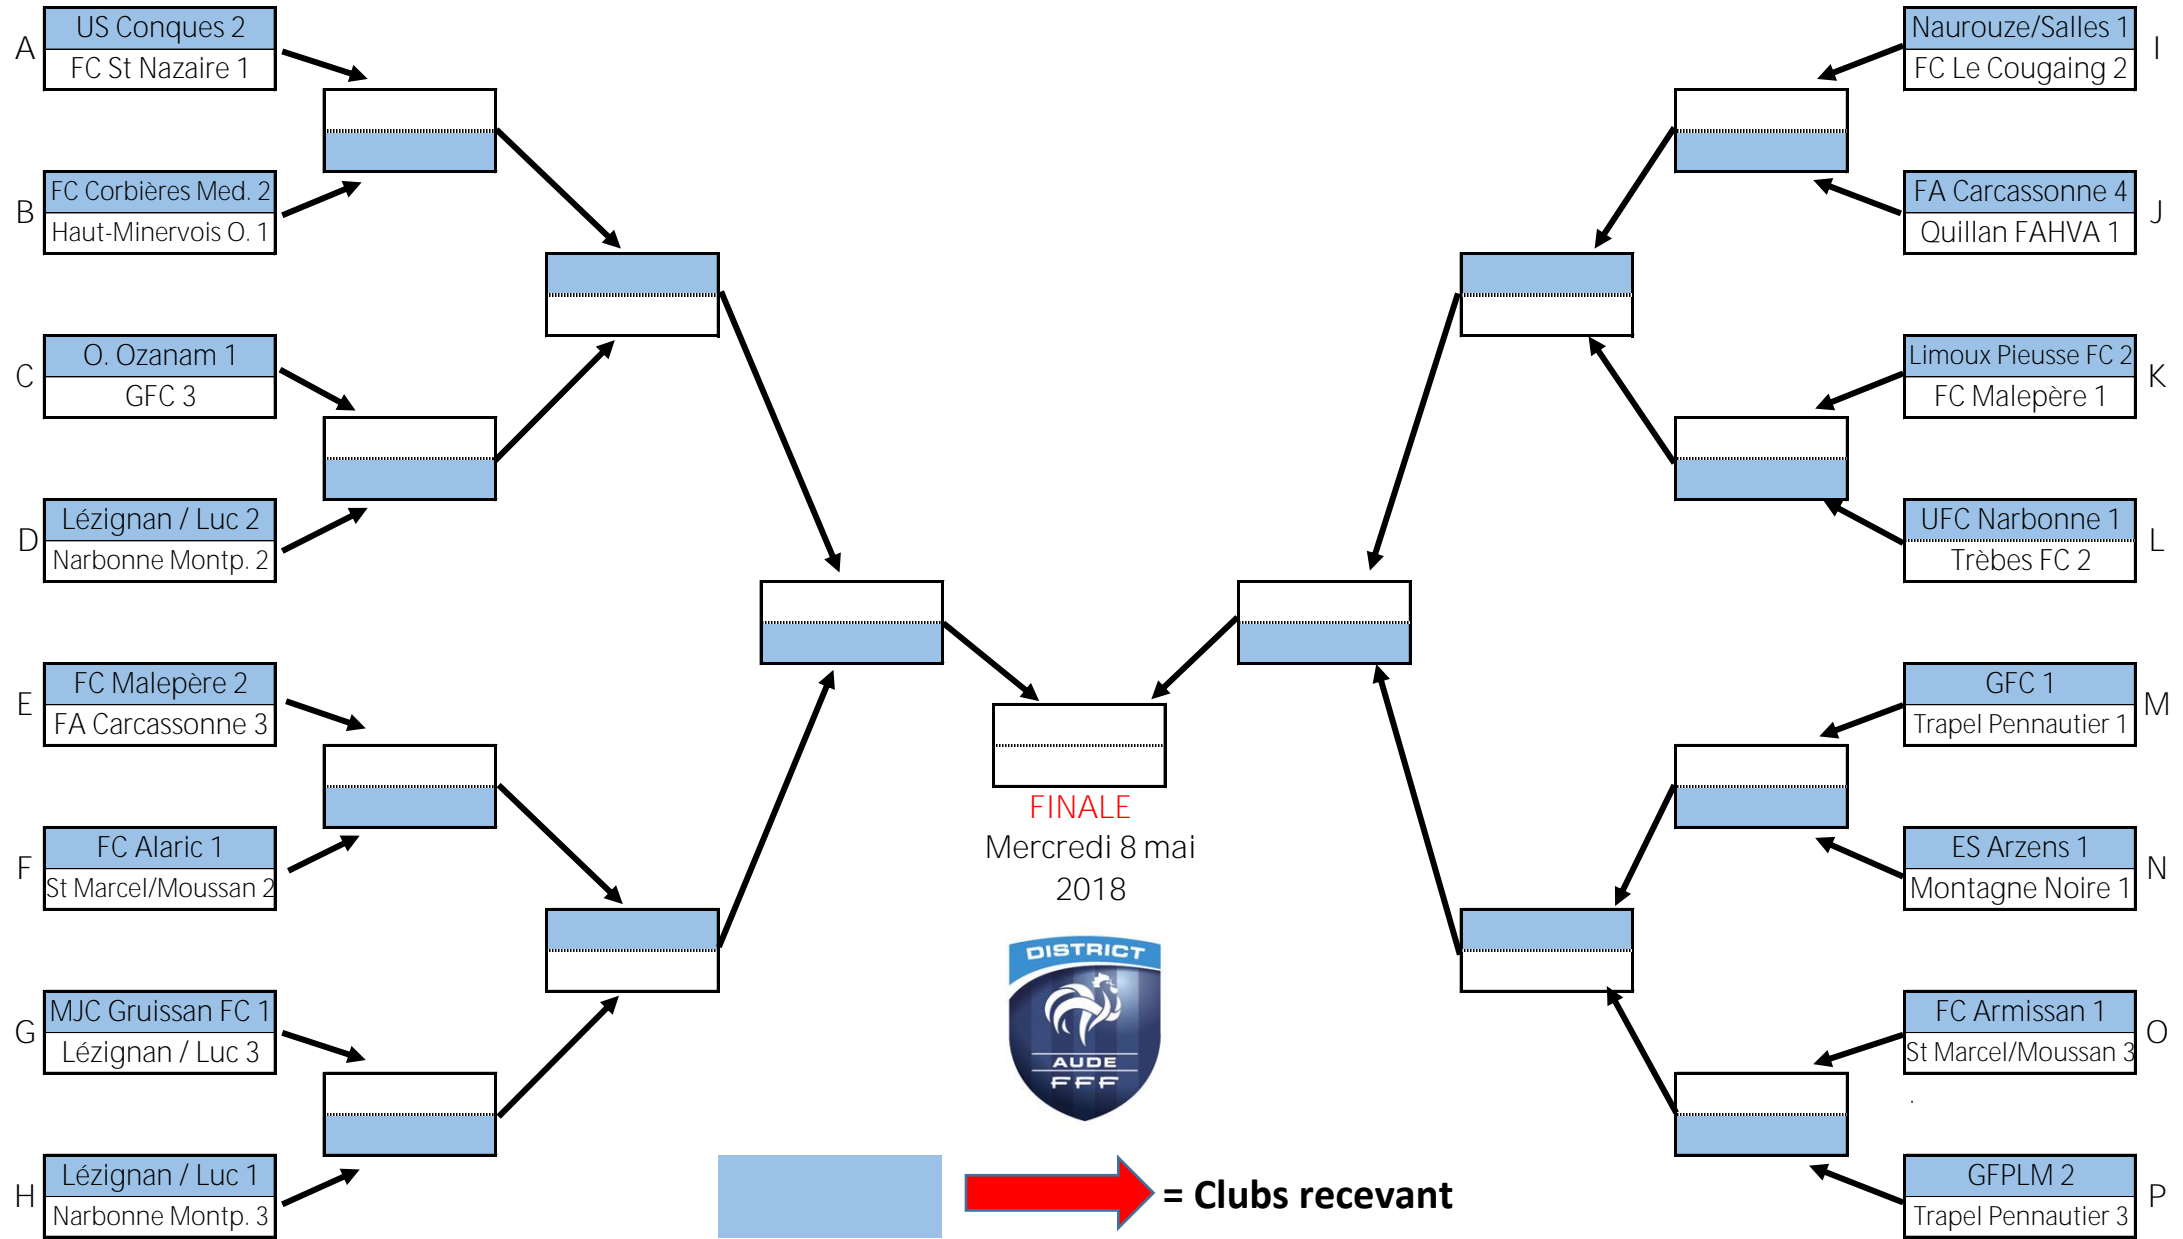 A
US Conques 2
FC St Nazaire 1
B
FC Corbières Med. 2
Haut-Minervois O. 1
C
O. Ozanam 1
GFC 3
D
Lézignan / Luc 2
Narbonne Montp. 2
E
FC Malepère 2
FA Carcassonne 3
F
FC Alaric 1
St Marcel/Moussan 2
G
MJC Gruissan FC 1
Lézignan / Luc 3
H
Lézignan / Luc 1
Narbonne Montp. 3
FINALE
Mercredi 8 mai
2018
DISTRICT
AUDE
FFF
= Clubs recevant
Naurouze/Salles 1
FC Le Cougaing 2
I
FA Carcassonne 4
Quillan FAHVA 1
J
Limoux Pieusse FC 2
FC Malepère 1
K
UFC Narbonne 1
Trèbes FC 2
L
GFC 1
Trapel Pennautier 1
M
ES Arzens 1
Montagne Noire 1
N
FC Armissan 1
St Marcel/Moussan 3
O
.
GFPLM 2
Trapel Pennautier 3
P